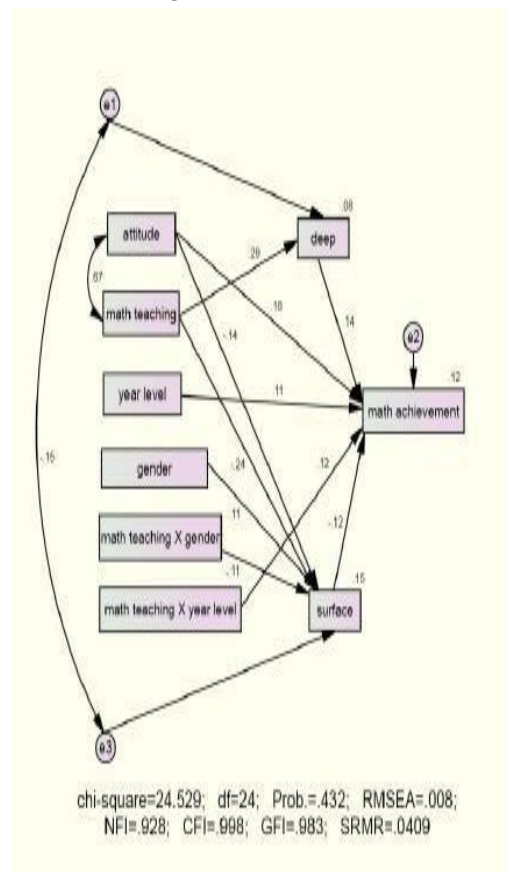 e1
.08
attitude
deep
.29
.67
.16
math teaching
-.14
.14
e2
.12
year level
.11
math achievement
-.15
gender
-.24
.12
-.12
.11
math teaching X gender
-.11
.15
math teaching X year level
surface
e3
chi-square=24.529; df=24; Prob.=.432; RMSEA=.008;
NFI=.928; CFI=.998; GFI=.983; SRMR=.0409